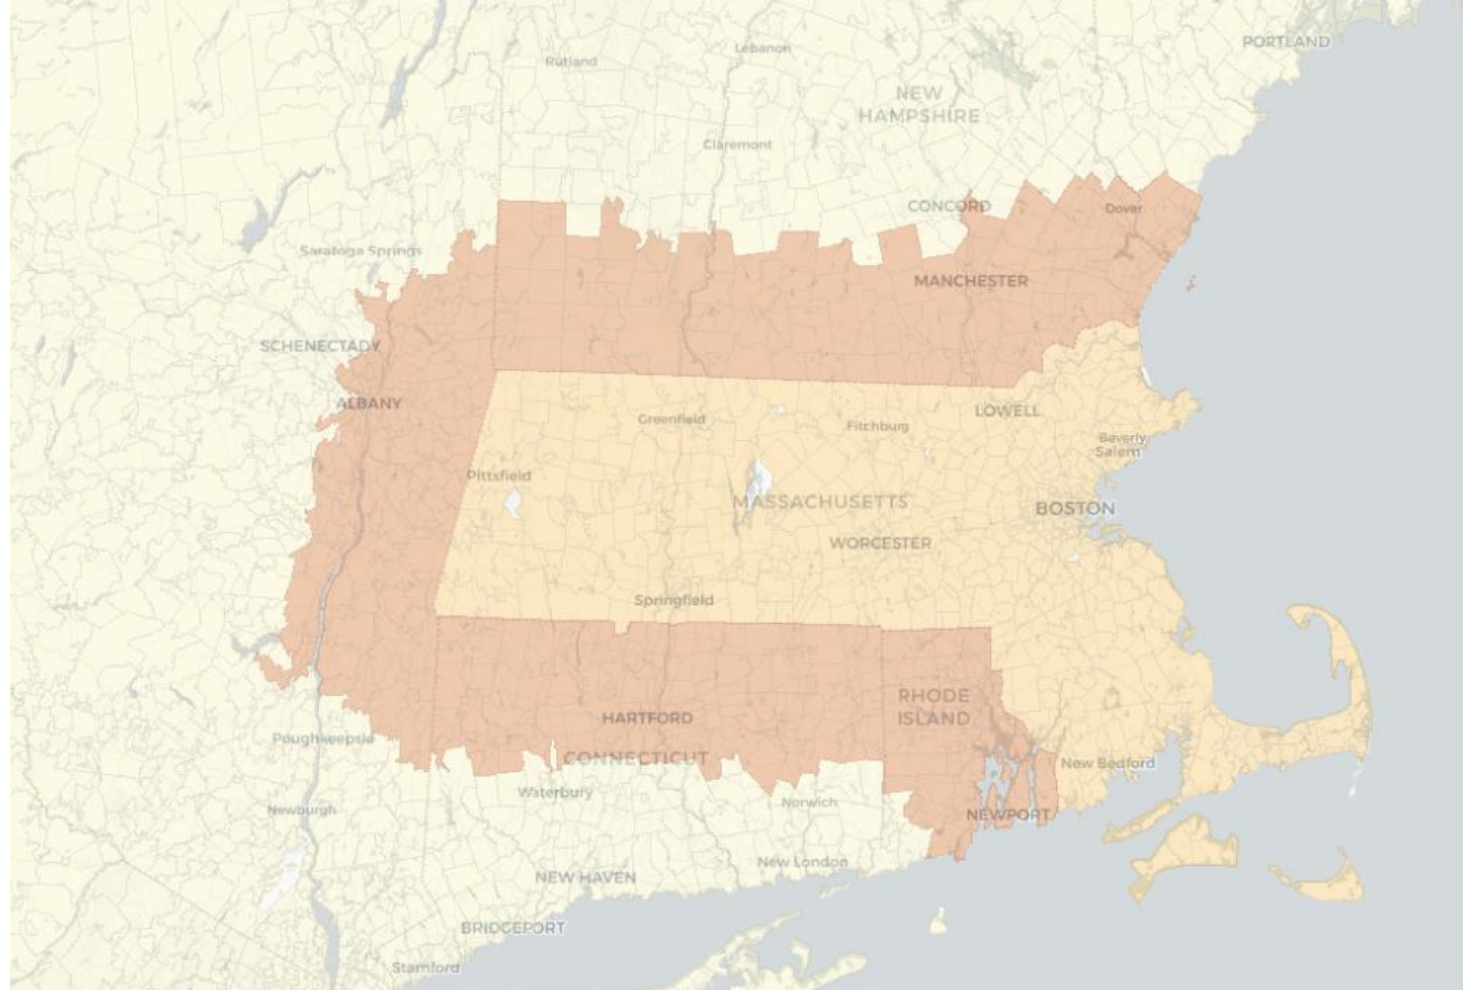 PORTLAND
Lebanon
Rutland
NEW
HAMPSHIRE
Claremont
CONCORD
Dover
Saratoga Springs
MANCHESTER
SCHENECTADY
ALBANY
LOWELL
Greenfield
Fitchburg
Beverly
Salem
Pittsfield
MASSACHUSETTS
BOSTON
WORCESTER
Springfield
RHODE
ISLAND
HARTFORD
Poughkeepsie
CONNECTICUT
New Bedford
Waterbury
Norwich
Newburgh
NEWPORT
New London
NEW HAVEN
BRIDGEPORT
Stamford